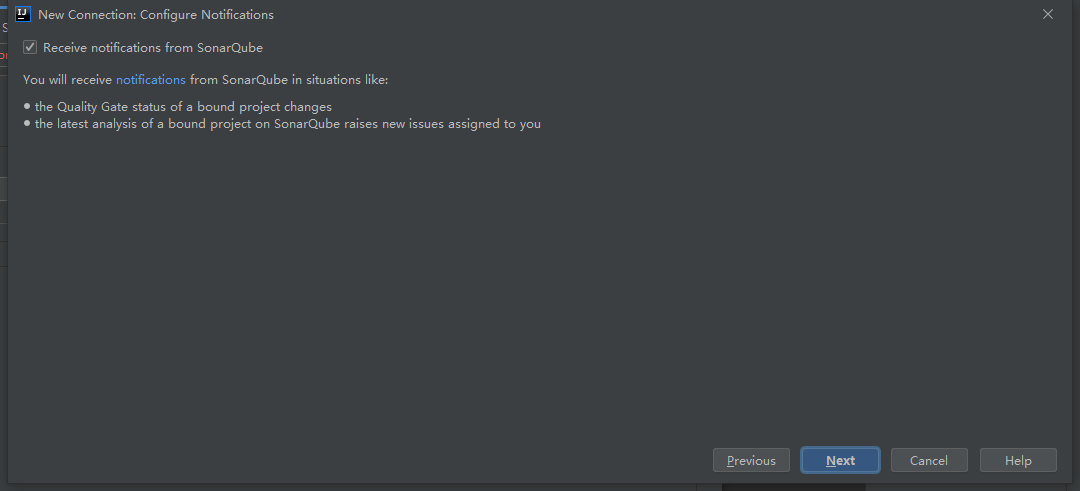 New Connection: Configure Notifications
Receive notifications from SonarQube
You will receive notifications from SonarQube in situations like:
• the Quality Gate status of a bound project changes
• the latest analysis of a bound project on SonarQube raises new issues assigned to you
Previous Next Cancel Help